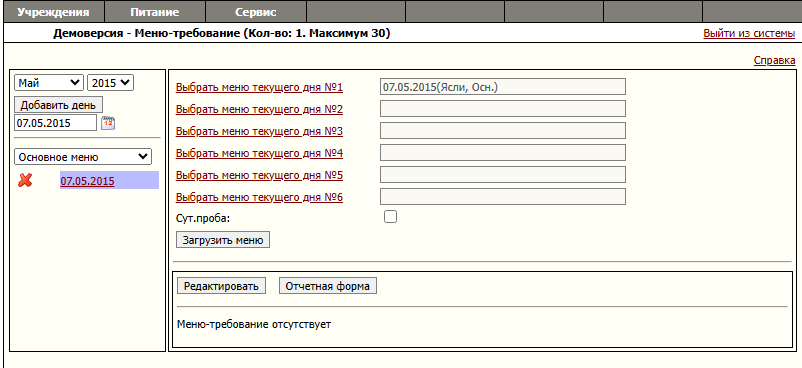 Учреждения Питание Сервис
Демоверсия - Меню-требование (Кол-во: 1. Максимум 30) Выйти из системы
Справка
Май 2015
Добавить день
07.05.2015
Основное меню
07.05.2015
Выбрать меню текущего дня №1 07.05.2015(Ясли, Осн.)
Выбрать меню текущего дня №2
Выбрать меню текущего дня №3
Выбрать меню текущего дня №4
Выбрать меню текущего дня №5
Выбрать меню текущего дня №6
Сут.проба:
Загрузить меню
Редактировать Отчетная форма
Меню-требование отсутствует